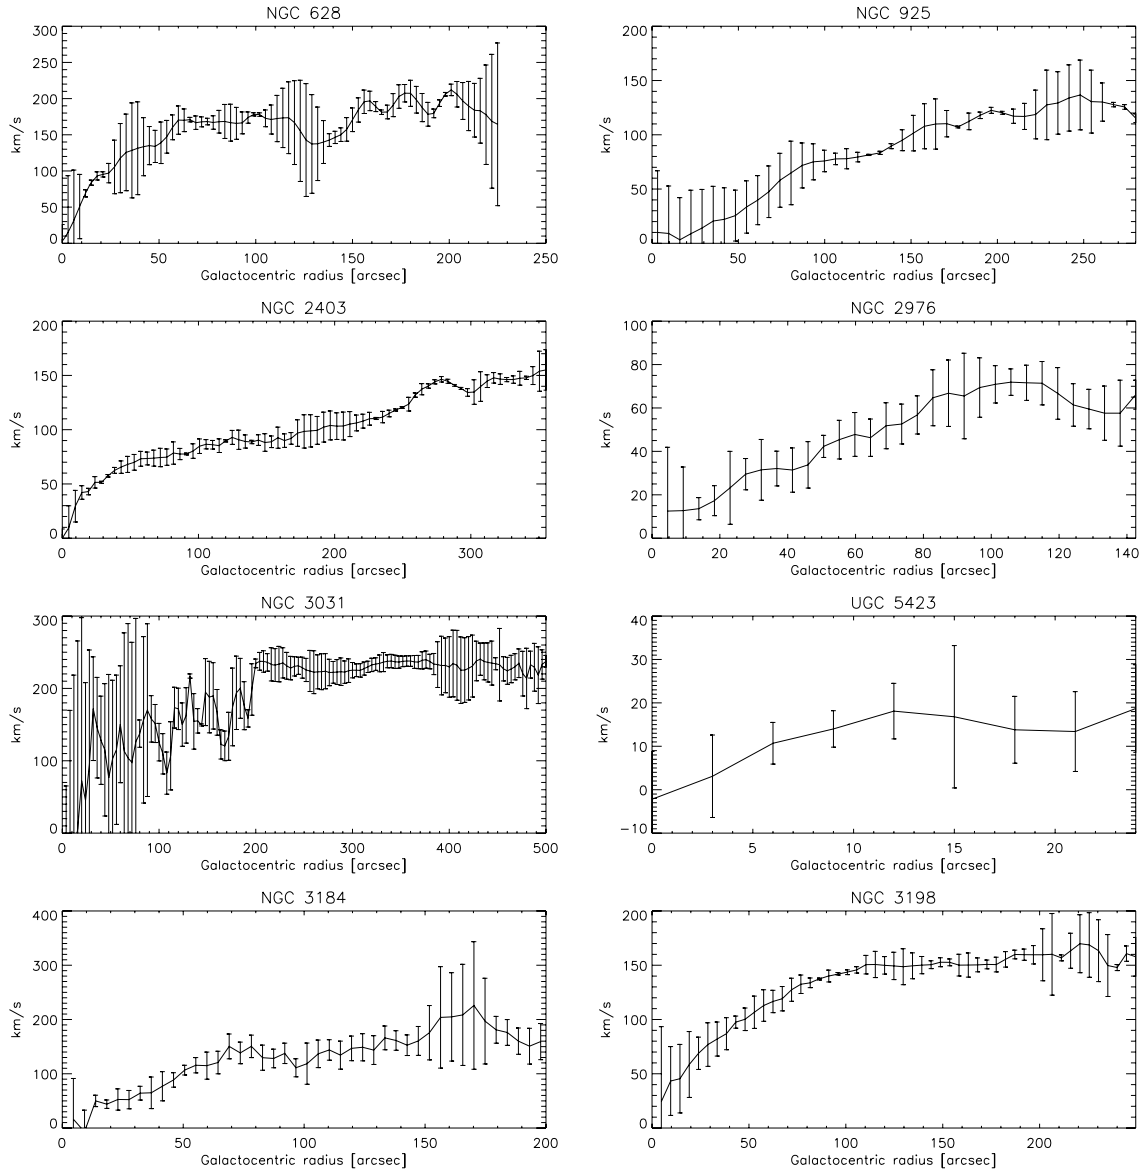 NGC 628
300
250
200
150
100
50
0
km/s
0 50 100 150 200 250
Galactocentric radius [arcsec]
NGC 925
200
150
100
50
0
km/s
0 50 100 150 200 250
Galactocentric radius [arcsec]
NGC 2403
200
150
100
50
0
km/s
0 100 200 300
Galactocentric radius [arcsec]
NGC 2976
100
80
60
40
20
0
km/s
0 20 40 60 80 100 120 140
Galactocentric radius [arcsec]
NGC 3031
300
200
100
0
km/s
0 100 200 300 400 500
Galactocentric radius [arcsec]
UGC 5423
40
30
20
10
0
−10
km/s
0 5 10 15 20
Galactocentric radius [arcsec]
NGC 3184
400
300
200
100
0
km/s
0 50 100 150 200
Galactocentric radius [arcsec]
NGC 3198
200
150
100
50
0
km/s
0 50 100 150 200
Galactocentric radius [arcsec]